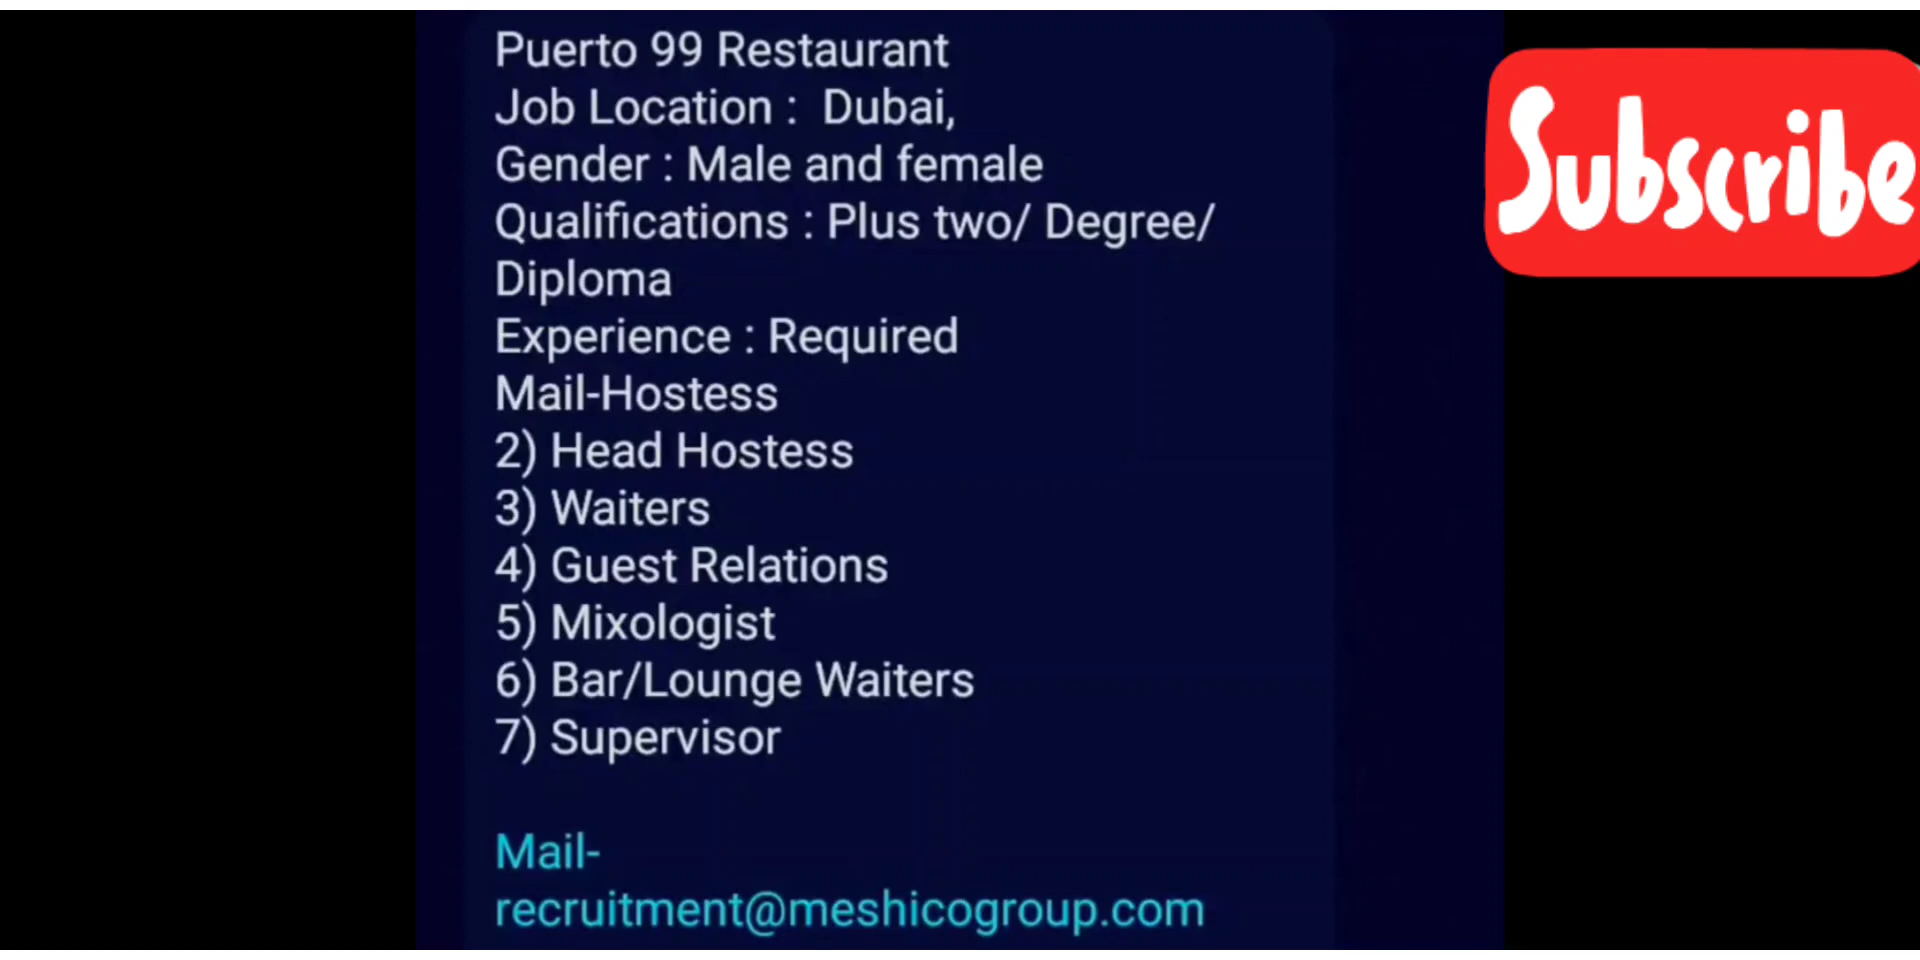 Puerto 99 Restaurant
Job Location :  Dubai,
Gender : Male and female
Qualifications : Plus two/ Degree/
Diploma
Experience : Required
Mail-Hostess
2) Head Hostess
3) Waiters
4) Guest Relations
5) Mixologist
6) Bar/Lounge Waiters
7) Supervisor
Mail-
recruitment@meshicogroup.com
Subscribe